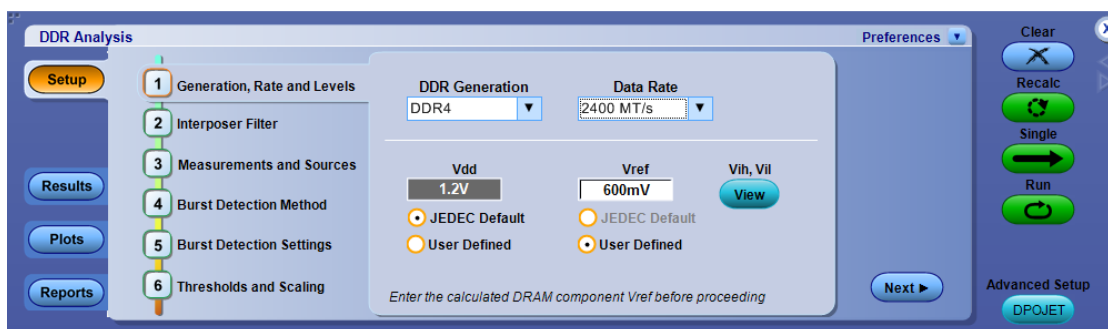 DDR Analysis
Preferences
Setup
Results
Plots
Reports
1 Generation, Rate and Levels
2 Interposer Filter
3 Measurements and Sources
4 Burst Detection Method
5 Burst Detection Settings
6 Thresholds and Scaling
DDR Generation
DDR4
Data Rate
2400 MT/s
Vdd
1.2V
JEDEC Default
User Defined
Vref
600mV
JEDEC Default
User Defined
Vih, Vil
View
Enter the calculated DRAM component Vref before proceeding
Next
Clear
Recalc
Single
Run
Advanced Setup
DPOJET